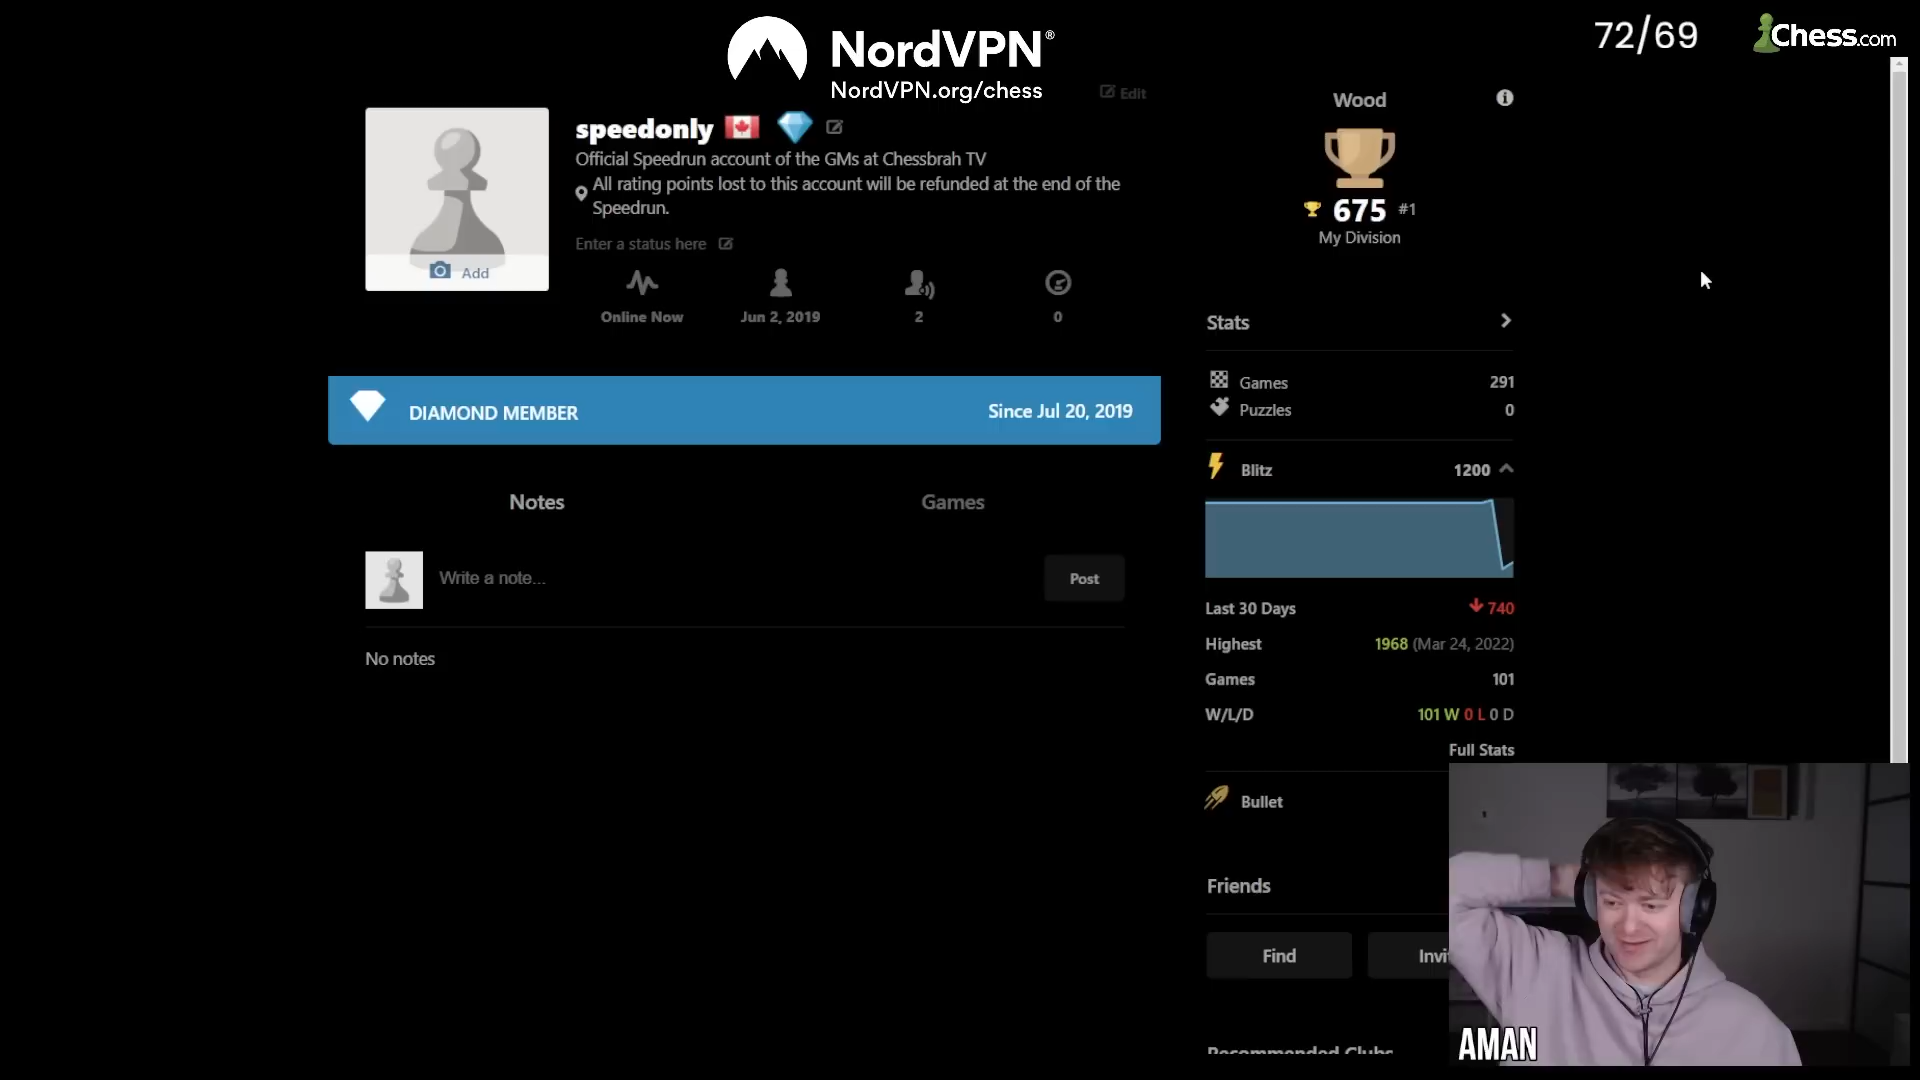 NordVPN®
NordVPN.org/chess
72/69
Chess.com
Edit
speedonly
Official Speedrun account of the GMs at Chessbrah TV
All rating points lost to this account will be refunded at the end of the
Speedrun.
Enter a status here
Online Now
Jun 2, 2019
2
0
Add
Wood
675 #1
My Division
DIAMOND MEMBER
Since Jul 20, 2019
Notes
Games
Write a note...
Post
No notes
Stats
Games 291
Puzzles 0
Blitz 1200
Last 30 Days 740
Highest 1968 (Mar 24, 2022)
Games 101
W/L/D 101 W 0 L 0 D
Full Stats
Bullet
Friends
Find
Invi
Recommended Clubs
AMAN